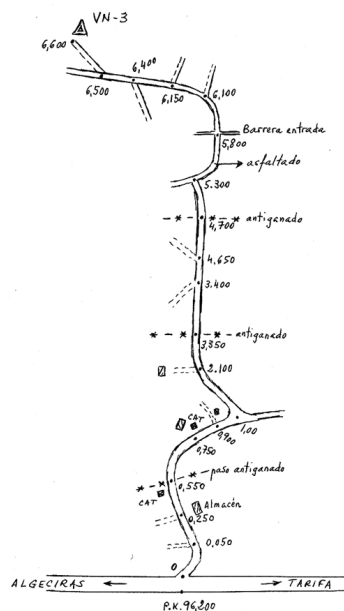 VN-3
6,600
6,400
6,500
6,150
6,100
Barrera entrada
5,800
asfaltado
5.300
antiganado
4,700
4.650
3.400
antiganado
3,350
2.100
CAT
1,00
0,900
0,750
paso antiganado
0,550
CAT
Almacén
0,250
0,050
0
ALGECIRAS
TARIFA
P.K. 96,200